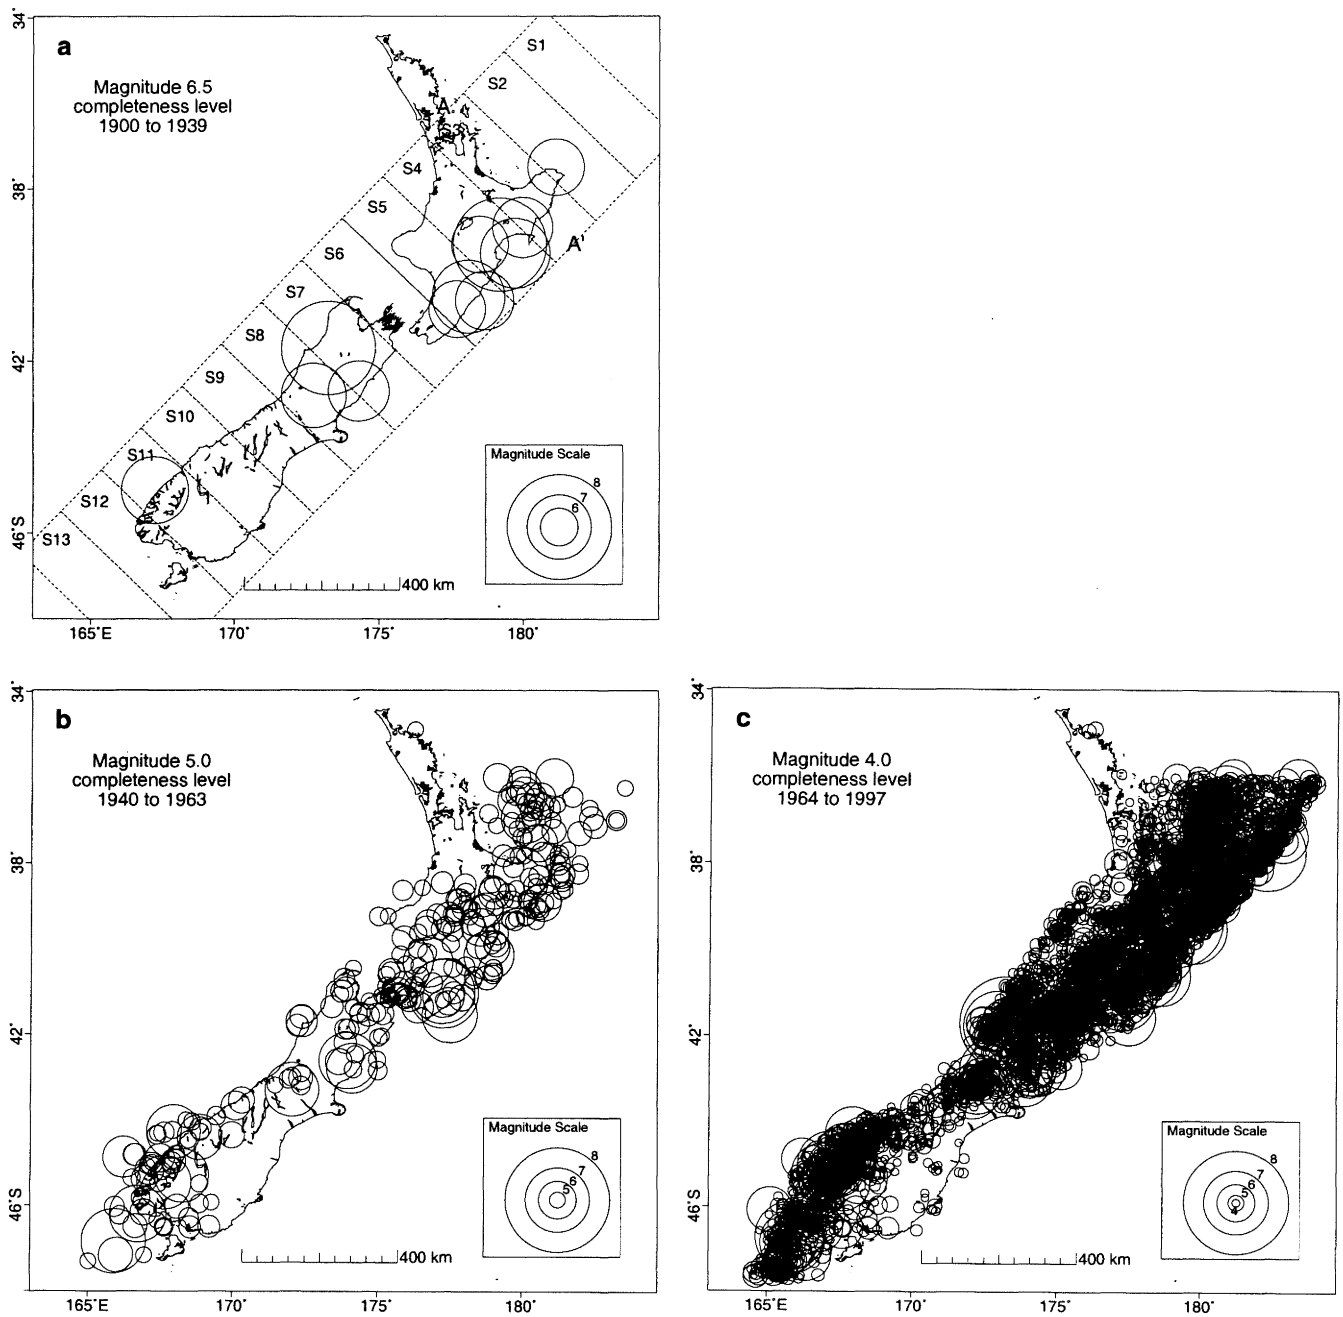 a
Magnitude 6.5
completeness level
1900 to 1939
34°
38°
42°
46°S
S1
S2
A
S3
S4
S5
A'
S6
S7
S8
S9
S10
S11
S12
S13
Magnitude Scale
8
7
6
400 km
165°E
170°
175°
180°
b
Magnitude 5.0
completeness level
1940 to 1963
34°
38°
42°
46°S
Magnitude Scale
8
7
6
5
400 km
165°E
170°
175°
180°
c
Magnitude 4.0
completeness level
1964 to 1997
34°
38°
42°
46°S
Magnitude Scale
8
7
6
5
4
400 km
165°E
170°
175°
180°